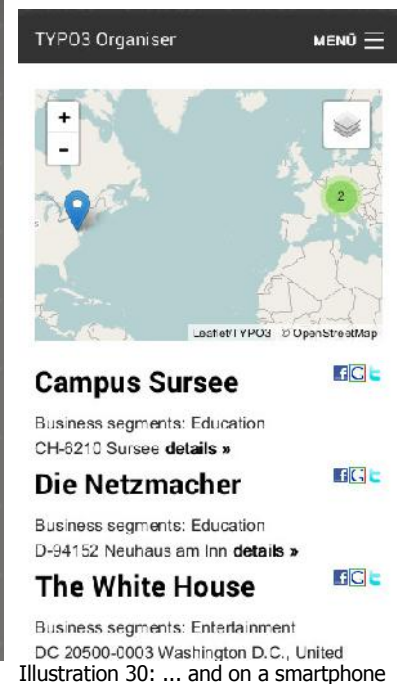 TYPO3 Organiser MENÜ
+
-
2
Leaflet/TYPO3 © OpenStreetMap
Campus Sursee
Business segments: Education
CH-6210 Sursee details »
Die Netzmacher
Business segments: Education
D-94152 Neuhaus am Inn details »
The White House
Business segments: Entertainment
DC 20500-0003 Washington D.C., United
Illustration 30: ... and on a smartphone